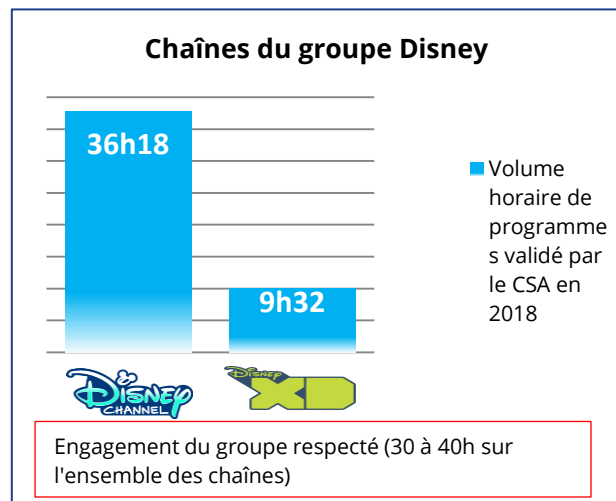 Chaînes du groupe Disney
36h18
9h32
Volume
horaire de
programme
s validé par
le CSA en
2018
DISNEY
CHANNEL
DISNEY
XD
Engagement du groupe respecté (30 à 40h sur
l'ensemble des chaînes)